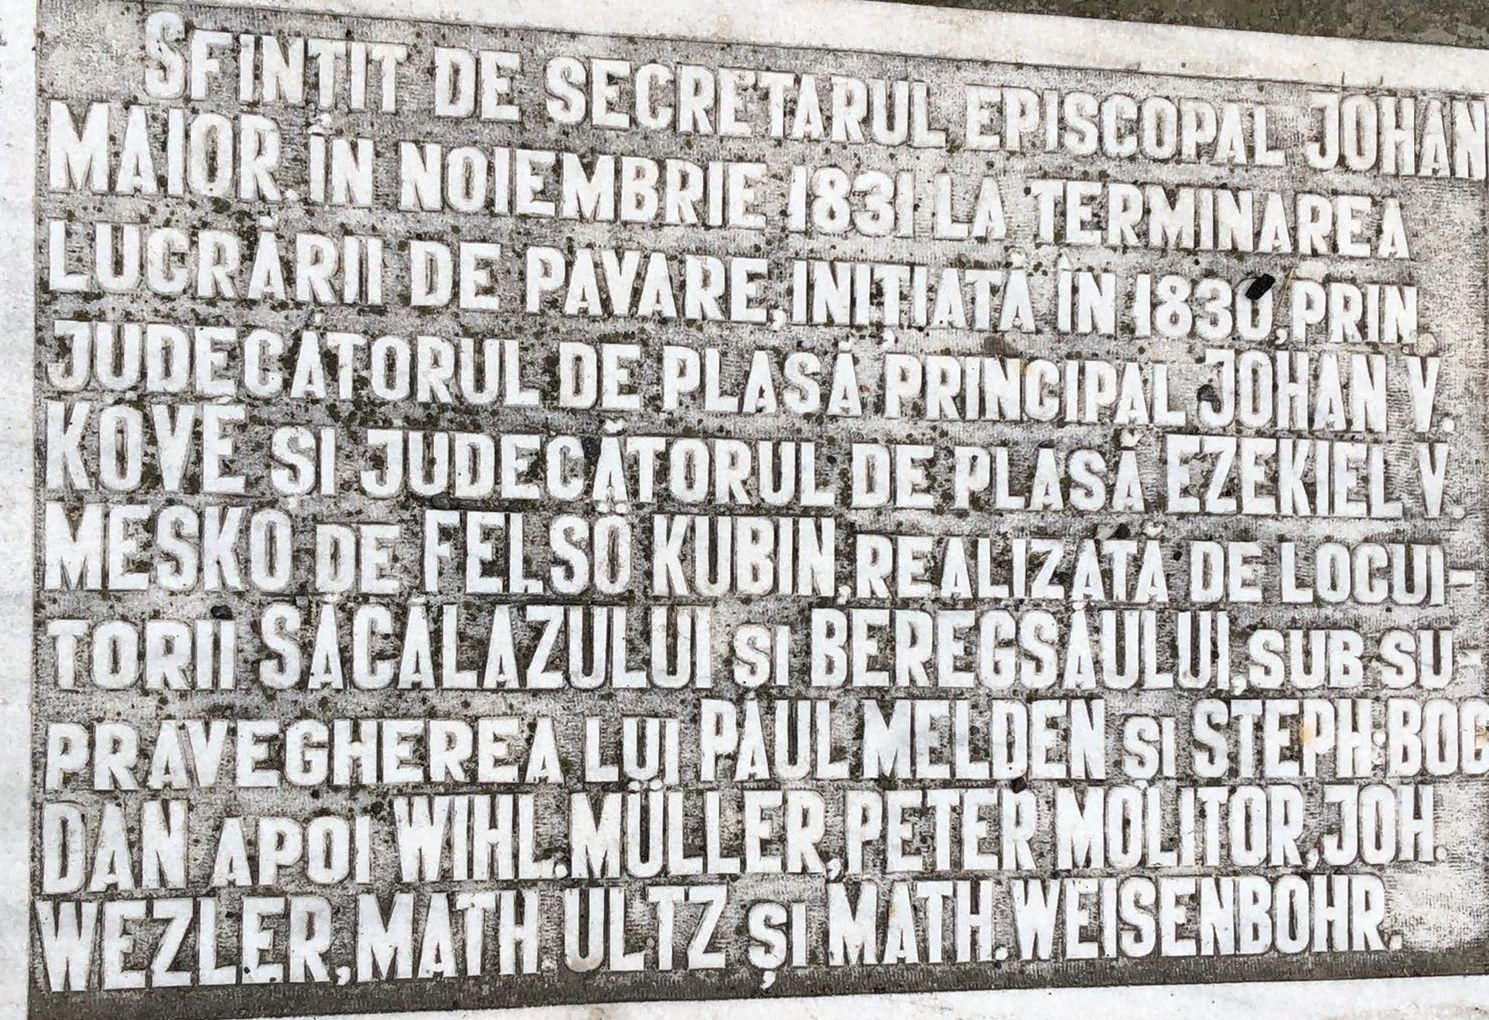 SFINȚIT DE SECRETARUL EPISCOPAL JOHAN
MAIOR. ÎN NOIEMBRIE 1831 LA TERMINAREA
LUCRĂRII DE PAVARE, INIȚIATĂ ÎN 1830, PRIN
JUDECĂTORUL DE PLASĂ PRINCIPAL JOHAN V.
KOVÉ ȘI JUDECĂTORUL DE PLASĂ EZEKIEL V.
MESKO DE FELSÖ KUBIN, REALIZATĂ DE LOCUI-
TORII SĂCĂLAZULUI ȘI BEREGSĂULUI, SUB SU-
PRAVEGHEREA LUI PAUL MELDEN ȘI STEPH. BOG
DAN APOI WIHL. MÜLLER, PETER MOLITOR, JOH.
WEZLER, MATH. ULTZ ȘI MATH. WEISENBOHR.